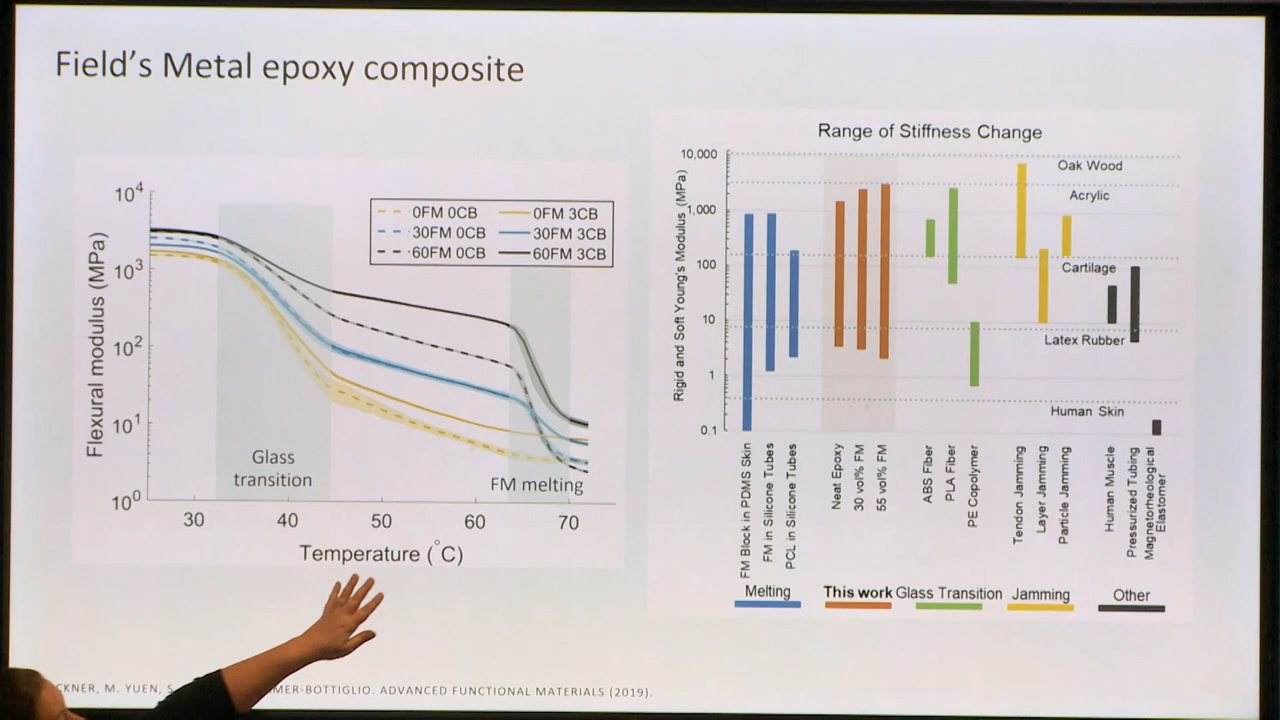 Field's Metal epoxy composite
10⁴
10³
10²
10¹
10⁰
Flexural modulus (MPa)
0FM 0CB
0FM 3CB
30FM 0CB
30FM 3CB
60FM 0CB
60FM 3CB
Glass
transition
FM melting
30 40 50 60 70
Temperature (°C)
Range of Stiffness Change
Rigid and Soft Young's Modulus (MPa)
10,000
1,000
100
10
1
0.1
Oak Wood
Acrylic
Cartilage
Latex Rubber
Human Skin
FM Block in PDMS Skin
FM in Silicone Tubes
PCL in Silicone Tubes
Neat Epoxy
30 vol% FM
55 vol% FM
ABS Fiber
PLA Fiber
PE Copolymer
Tendon Jamming
Layer Jamming
Particle Jamming
Human Muscle
Pressurized Tubing
Magnetorheological
Elastomer
Melting This work Glass Transition Jamming Other
CKNER, M. YUEN, S MER-BOTTIGLIO. ADVANCED FUNCTIONAL MATERIALS (2019).